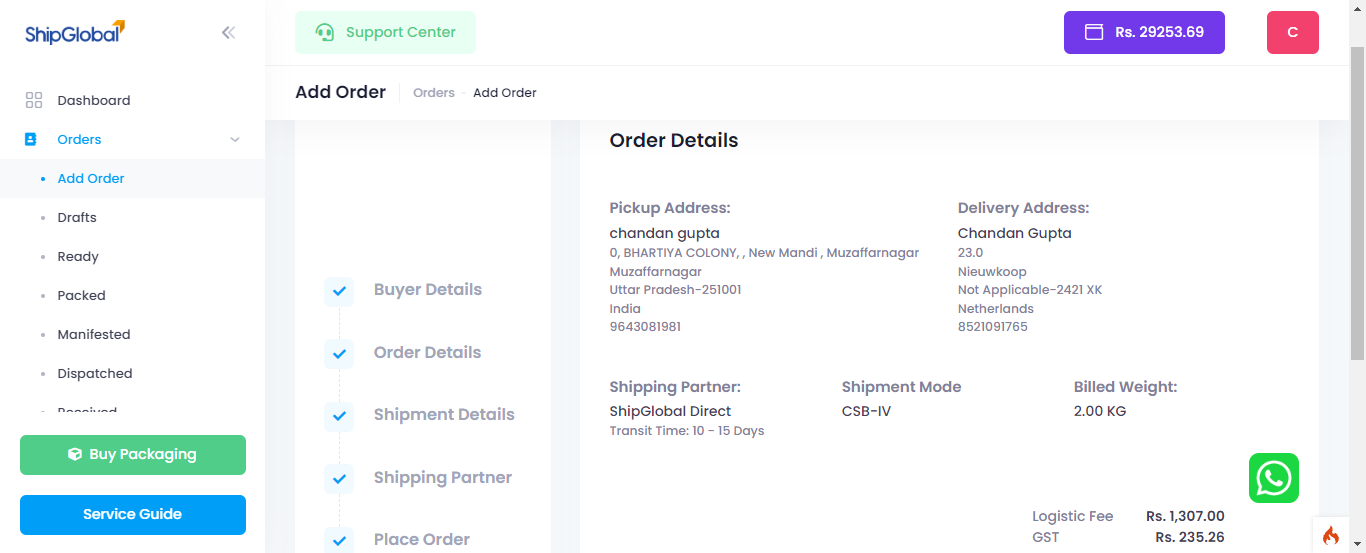 ShipGlobal
Dashboard
Orders
Add Order
Drafts
Ready
Packed
Manifested
Dispatched
Received
Buy Packaging
Service Guide
Support Center
Rs. 29253.69
C
Add Order
Orders - Add Order
Buyer Details
Order Details
Shipment Details
Shipping Partner
Place Order
Order Details
Pickup Address:
chandan gupta
0, BHARTIYA COLONY, , New Mandi , Muzaffarnagar
Muzaffarnagar
Uttar Pradesh-251001
India
9643081981
Delivery Address:
Chandan Gupta
23.0
Nieuwkoop
Not Applicable-2421 XK
Netherlands
8521091765
Shipping Partner:
ShipGlobal Direct
Transit Time: 10 - 15 Days
Shipment Mode
CSB-IV
Billed Weight:
2.00 KG
Logistic Fee Rs. 1,307.00
GST Rs. 235.26